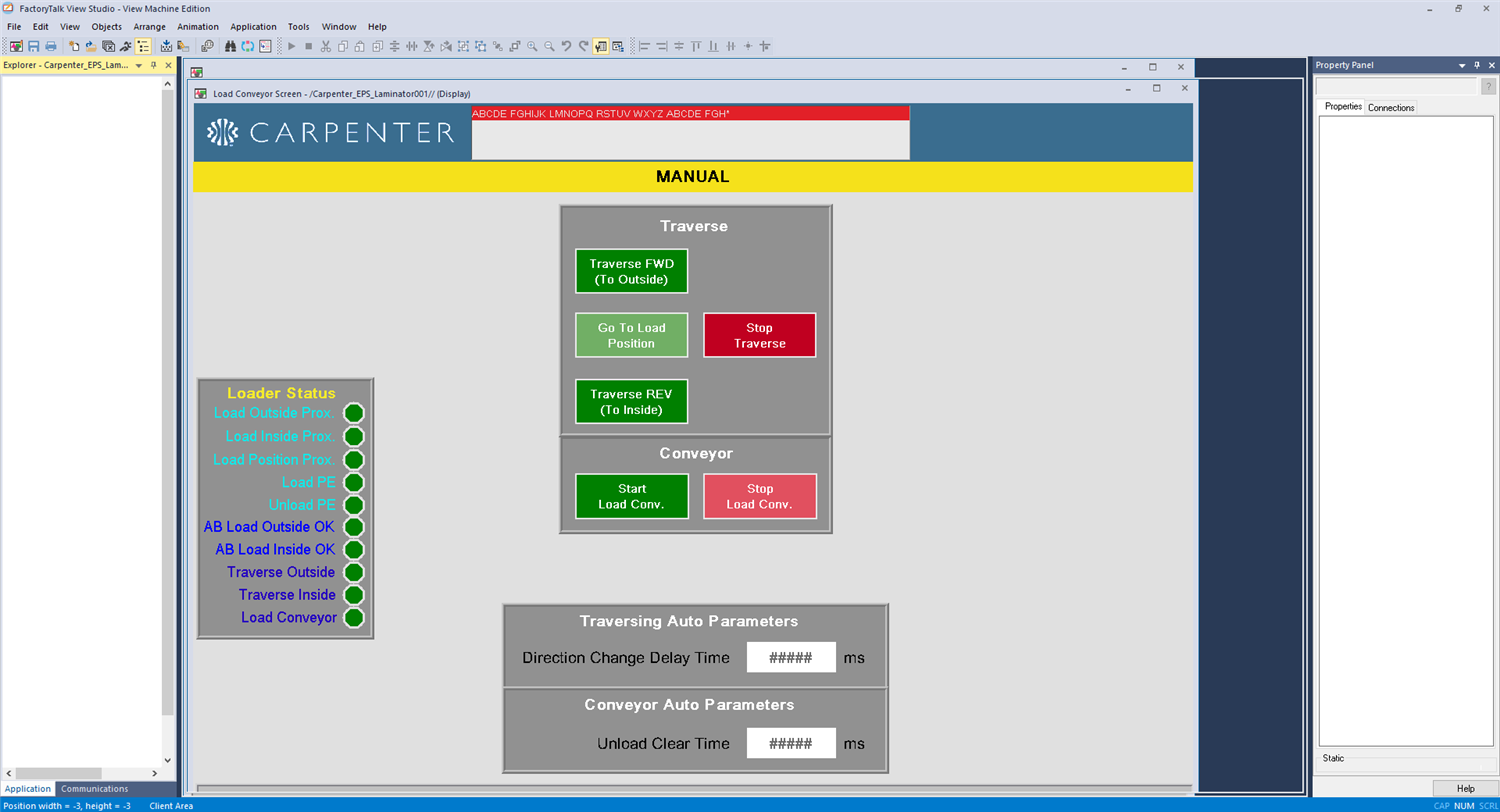 FactoryTalk View Studio - View Machine Edition
File Edit View Objects Arrange Animation Application Tools Window Help
Explorer - Carpenter_EPS_Lam...
Property Panel
?
Properties Connections
Load Conveyor Screen - /Carpenter_EPS_Laminator001// (Display)
CARPENTER
ABCDE FGHIJK LMNOPQ RSTUV WXYZ ABCDE FGH*
MANUAL
Traverse
Traverse FWD
(To Outside)
Go To Load
Position
Stop
Traverse
Traverse REV
(To Inside)
Conveyor
Start
Load Conv.
Stop
Load Conv.
Loader Status
Load Outside Prox.
Load Inside Prox.
Load Position Prox.
Load PE
Unload PE
AB Load Outside OK
AB Load Inside OK
Traverse Outside
Traverse Inside
Load Conveyor
Traversing Auto Parameters
Direction Change Delay Time ##### ms
Conveyor Auto Parameters
Unload Clear Time ##### ms
Static
Help
Application Communications
Position width = -3, height = -3 Client Area
CAP NUM SCRL